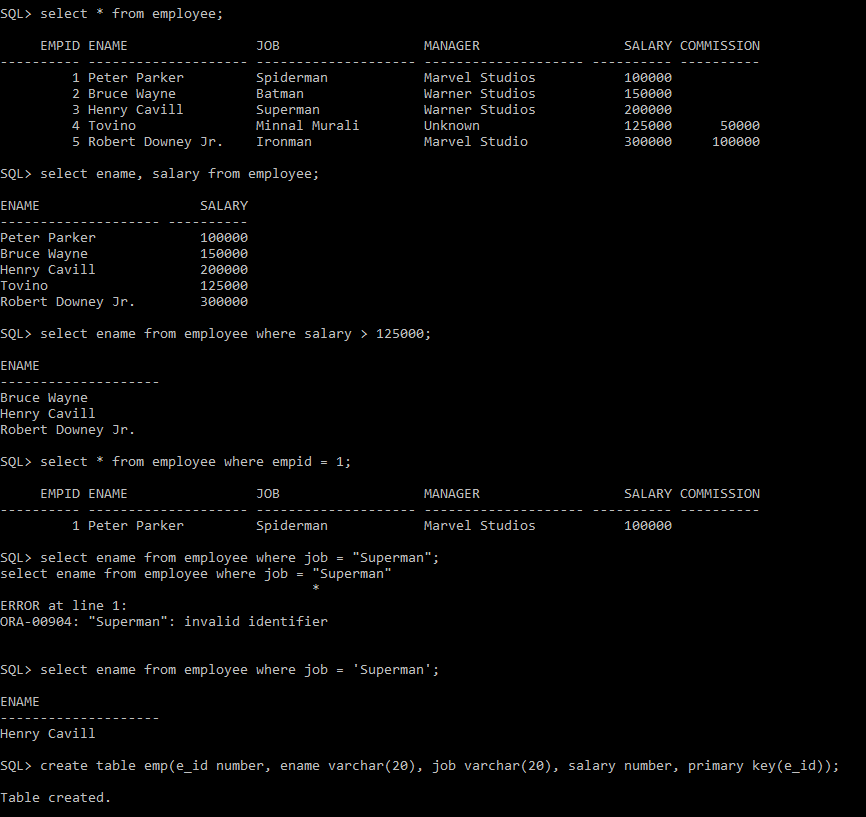 SQL> select * from employee;
     EMPID ENAME                JOB                  MANAGER                  SALARY COMMISSION
---------- -------------------- -------------------- -------------------- ---------- ----------
         1 Peter Parker         Spiderman            Marvel Studios           100000
         2 Bruce Wayne          Batman               Warner Studios           150000
         3 Henry Cavill         Superman             Warner Studios           200000
         4 Tovino               Minnal Murali        Unknown                  125000      50000
         5 Robert Downey Jr.    Ironman              Marvel Studio            300000     100000
SQL> select ename, salary from employee;
ENAME                    SALARY
-------------------- ----------
Peter Parker             100000
Bruce Wayne              150000
Henry Cavill             200000
Tovino                   125000
Robert Downey Jr.        300000
SQL> select ename from employee where salary > 125000;
ENAME
--------------------
Bruce Wayne
Henry Cavill
Robert Downey Jr.
SQL> select * from employee where empid = 1;
     EMPID ENAME                JOB                  MANAGER                  SALARY COMMISSION
---------- -------------------- -------------------- -------------------- ---------- ----------
         1 Peter Parker         Spiderman            Marvel Studios           100000
SQL> select ename from employee where job = "Superman";
select ename from employee where job = "Superman"
                                       *
ERROR at line 1:
ORA-00904: "Superman": invalid identifier
SQL> select ename from employee where job = 'Superman';
ENAME
--------------------
Henry Cavill
SQL> create table emp(e_id number, ename varchar(20), job varchar(20), salary number, primary key(e_id));
Table created.